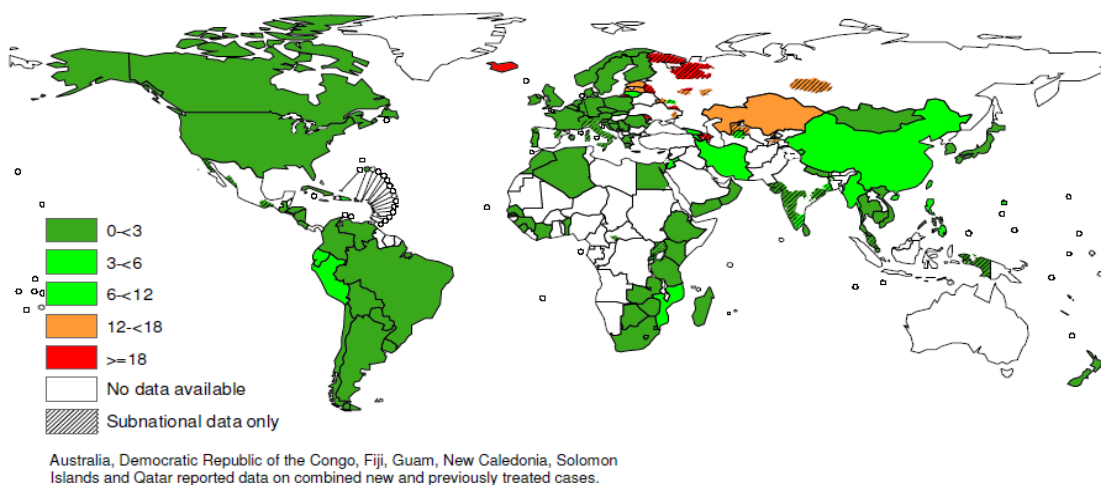 0-<3
3-<6
6-<12
12-<18
>=18
No data available
Subnational data only
Australia, Democratic Republic of the Congo, Fiji, Guam, New Caledonia, Solomon
Islands and Qatar reported data on combined new and previously treated cases.